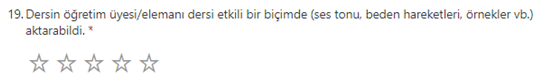 19. Dersin öğretim üyesi/elemanı dersi etkili bir biçimde (ses tonu, beden hareketleri, örnekler vb.)
aktarabildi. *